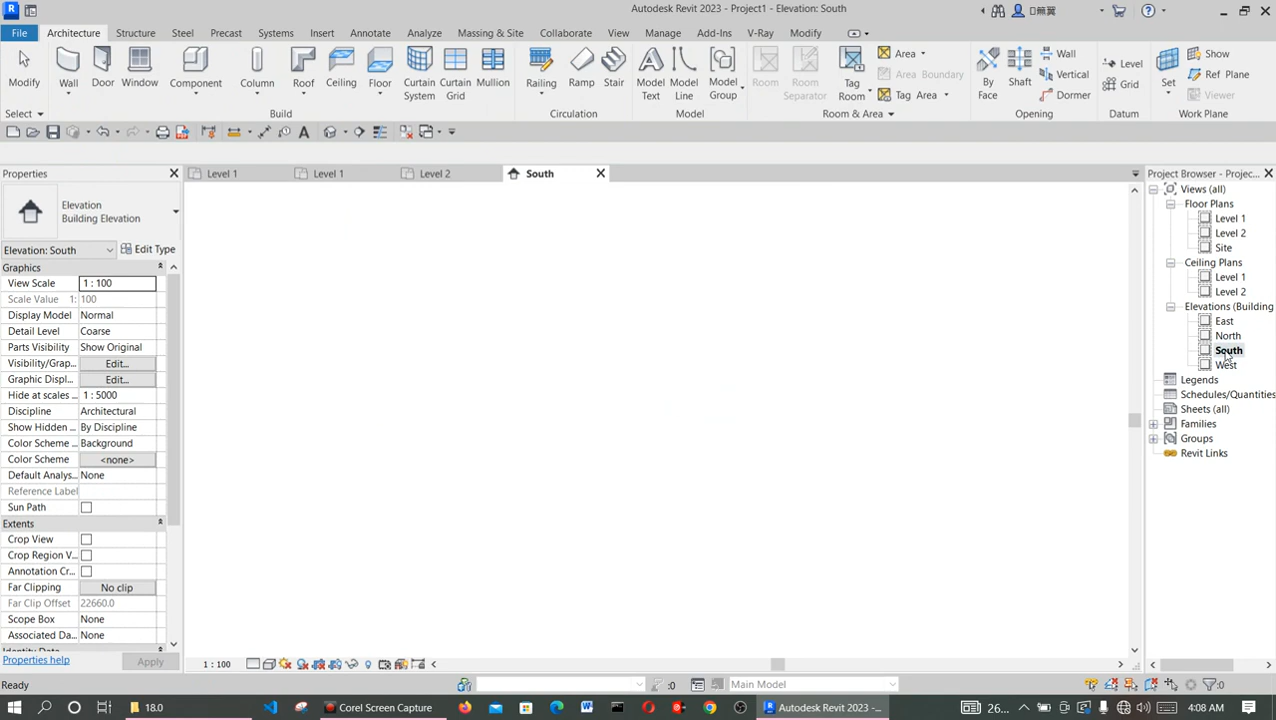 Autodesk Revit 2023 - Project1 - Elevation: South
File Architecture Structure Steel Precast Systems Insert Annotate Analyze Massing & Site Collaborate View Manage Add-Ins V-Ray Modify
Modify Wall Door Window Component Column Roof Ceiling Floor Curtain System Curtain Grid Mullion Railing Ramp Stair Model Text Model Line Model Group Room Room Separator Tag Room
Area
Area Boundary
Tag Area
By Face Shaft
Wall
Vertical
Dormer
Level
Grid
Set
Show
Ref Plane
Viewer
Select Build Circulation Model Room & Area Opening Datum Work Plane
Properties
Level 1 Level 1 Level 2 South
Project Browser - Projec...
Elevation
Building Elevation
Elevation: South Edit Type
Graphics
View Scale 1 : 100
Scale Value 1: 100
Display Model Normal
Detail Level Coarse
Parts Visibility Show Original
Visibility/Grap... Edit...
Graphic Displ... Edit...
Hide at scales ... 1 : 5000
Discipline Architectural
Show Hidden ... By Discipline
Color Scheme ... Background
Color Scheme <none>
Default Analys... None
Reference Label
Sun Path
Extents
Crop View
Crop Region V...
Annotation Cr...
Far Clipping No clip
Far Clip Offset 22660.0
Scope Box None
Associated Da... None
Properties help Apply
Views (all)
Floor Plans
Level 1
Level 2
Site
Ceiling Plans
Level 1
Level 2
Elevations (Building
East
North
South
West
Legends
Schedules/Quantities
Sheets (all)
Families
Groups
Revit Links
1 : 100
Ready :0 Main Model :0
18.0 Corel Screen Capture Autodesk Revit 2023 -... 26... 4:08 AM